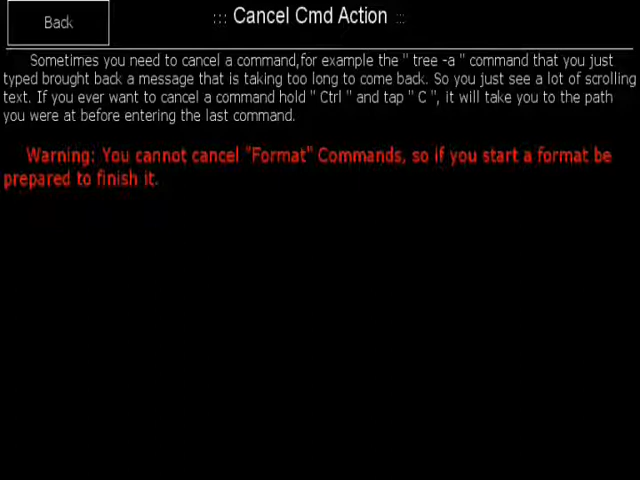 Back
::: Cancel Cmd Action :::
Sometimes you need to cancel a command,for example the " tree -a " command that you just
typed brought back a message that is taking too long to come back. So you just see a lot of scrolling
text. If you ever want to cancel a command hold " Ctrl " and tap " C ", it will take you to the path
you were at before entering the last command.
Warning: You cannot cancel "Format" Commands, so if you start a format be
prepared to finish it.